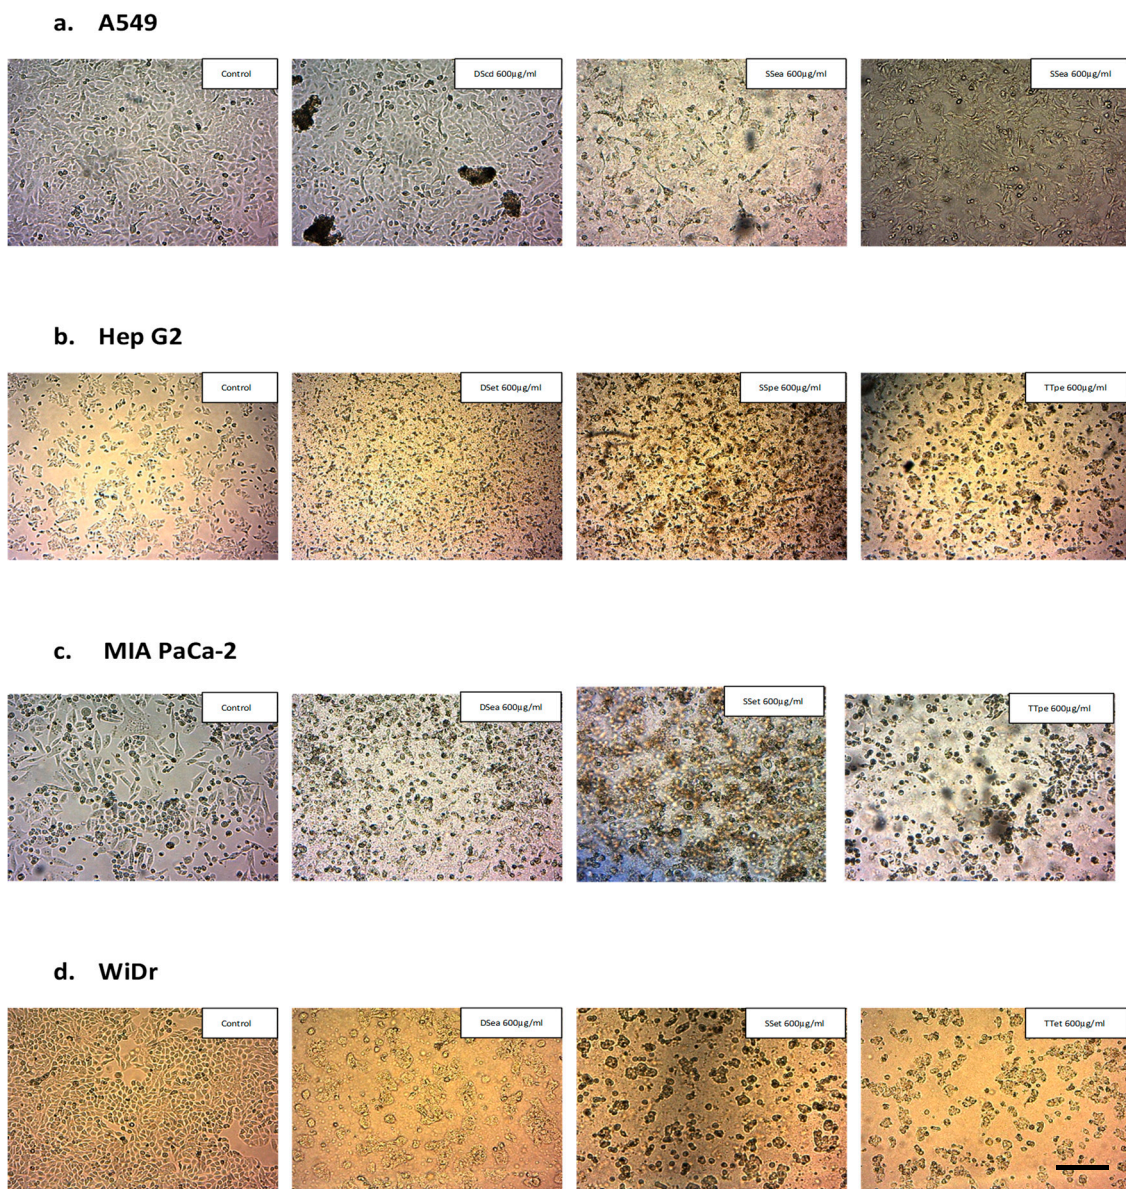 a. A549
Control
DScd 600µg/ml
SSea 600µg/ml
SSea 600µg/ml
b. Hep G2
Control
DSet 600µg/ml
SSpe 600µg/ml
TTpe 600µg/ml
c. MIA PaCa-2
Control
DSea 600µg/ml
SSet 600µg/ml
TTpe 600µg/ml
d. WiDr
Control
DSea 600µg/ml
SSet 600µg/ml
TTet 600µg/ml